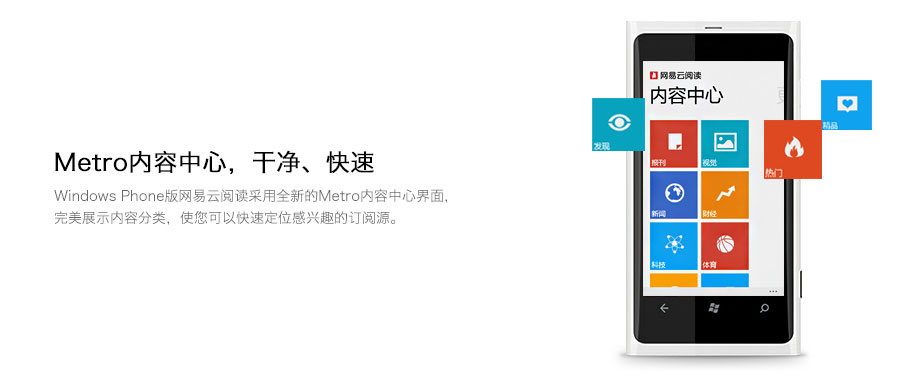 Metro内容中心，干净、快速
Windows Phone版网易云阅读采用全新的Metro内容中心界面，
完美展示内容分类，使您可以快速定位感兴趣的订阅源。
网易云阅读
内容中心
发现
报刊
视觉
热门
精品
新闻
财经
科技
体育